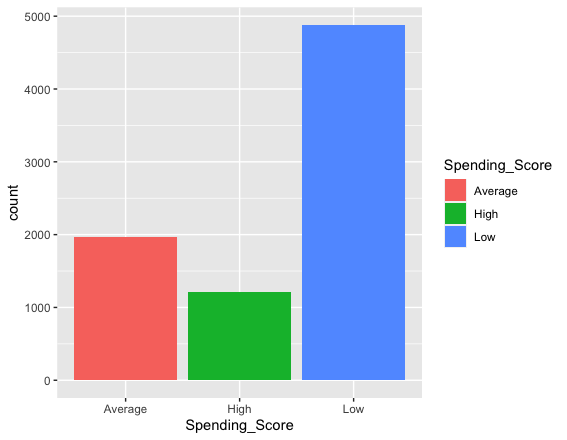 5000
4000
3000
2000
1000
0
count
Average
High
Low
Spending_Score
Spending_Score
Average
High
Low